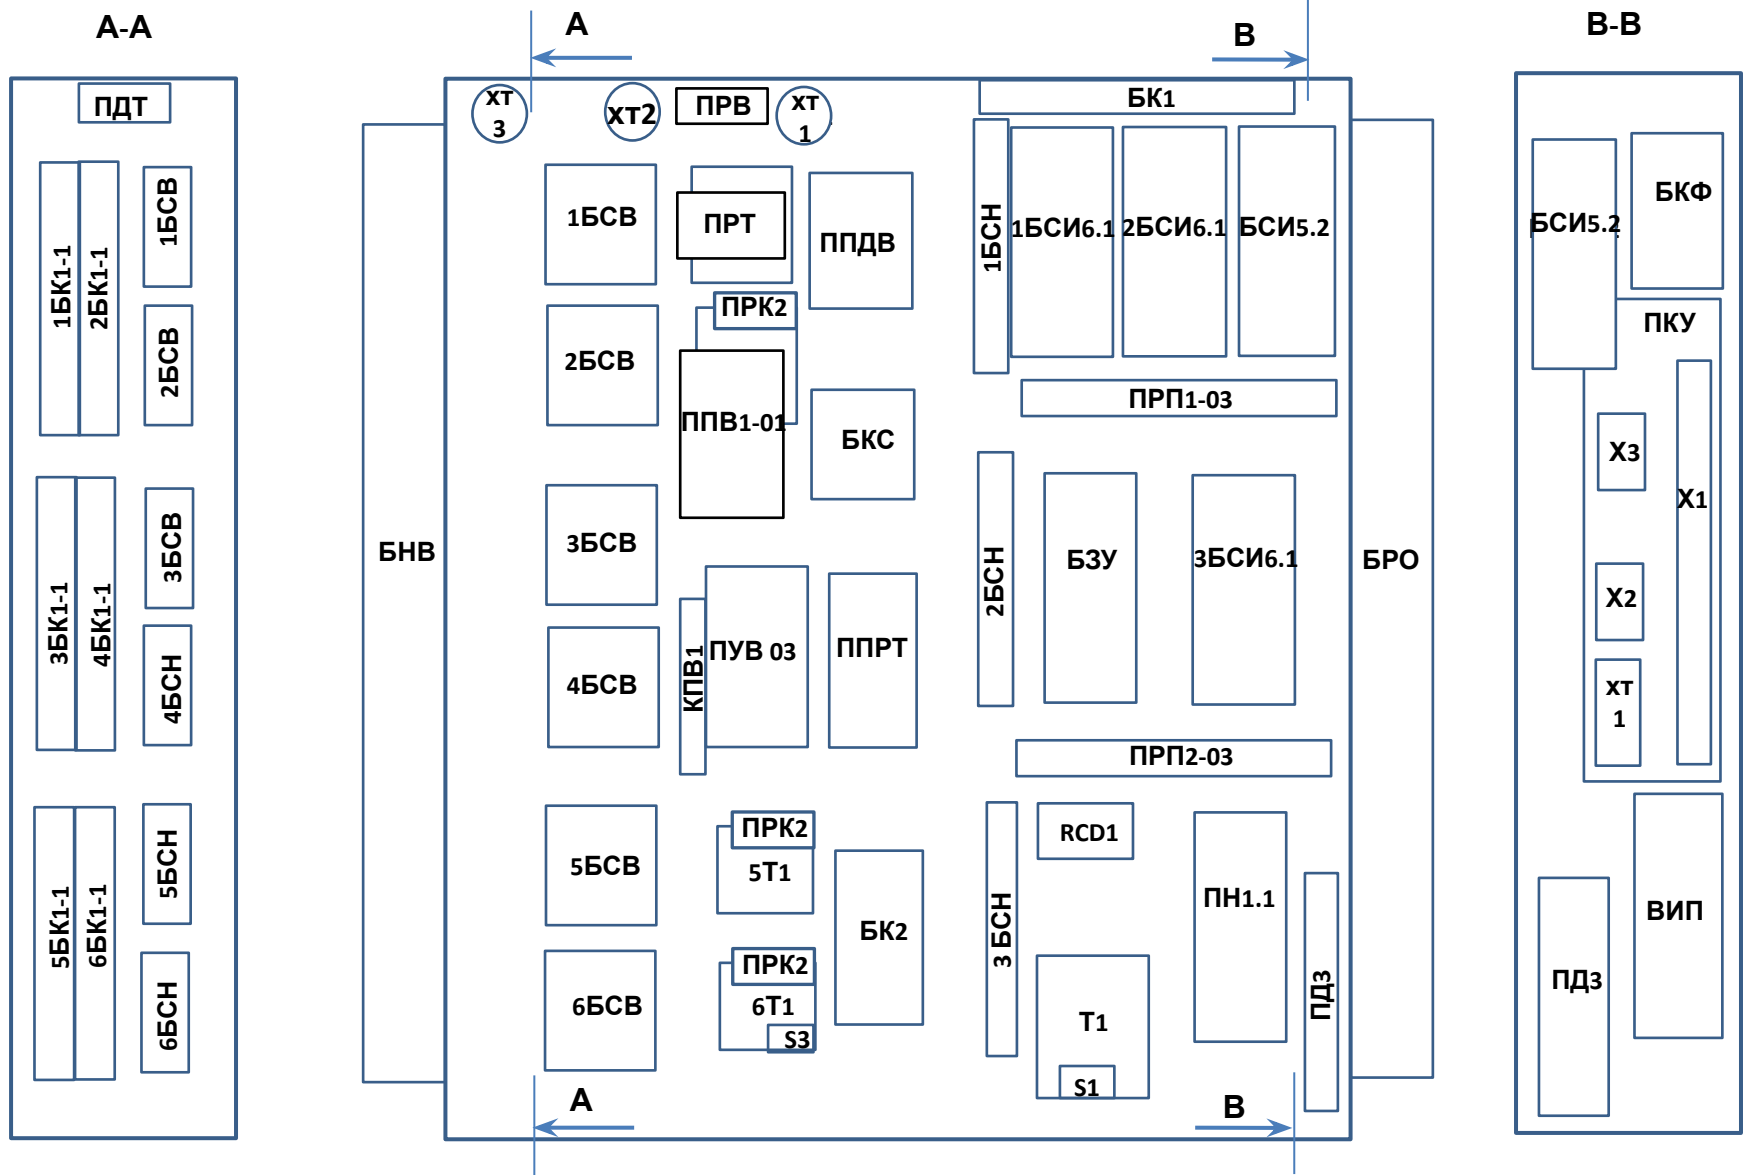 А-А
ПДТ
1БК1-1
2БК1-1
1БСВ
2БСВ
3БК1-1
4БК1-1
3БСВ
4БСН
5БК1-1
6БК1-1
5БСН
6БСН
А
В
БНВ
хт
3
хт2
ПРВ
хт
1
БК1
1БСВ
ПРТ
ППДВ
1БСН
1БСИ6.1
2БСИ6.1
БСИ5.2
2БСВ
ПРК2
ППВ1-01
БКС
ПРП1-03
3БСВ
2БСН
БЗУ
3БСИ6.1
БРО
4БСВ
КПВ1
ПУВ 03
ППРТ
ПРП2-03
5БСВ
ПРК2
5Т1
БК2
3 БСН
RCD1
ПН1.1
ПД3
6БСВ
ПРК2
6Т1
S3
Т1
S1
А
В
В-В
БСИ5.2
БКФ
ПКУ
Х3
Х1
Х2
хт
1
ВИП
ПД3